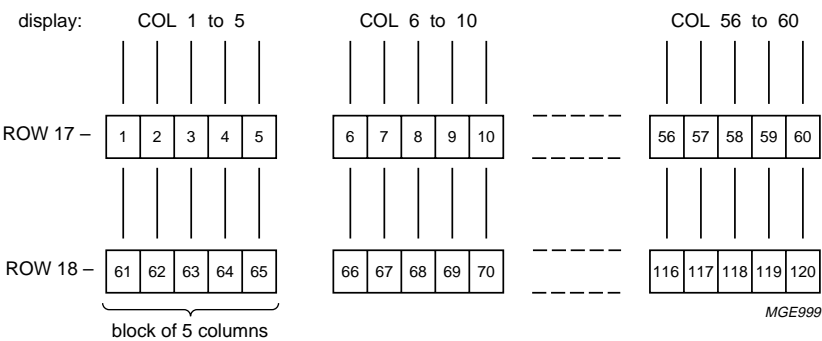 display: COL 1 to 5 COL 6 to 10 COL 56 to 60
ROW 17 – 1 2 3 4 5 6 7 8 9 10 56 57 58 59 60
ROW 18 – 61 62 63 64 65 66 67 68 69 70 116 117 118 119 120
MGE999
block of 5 columns